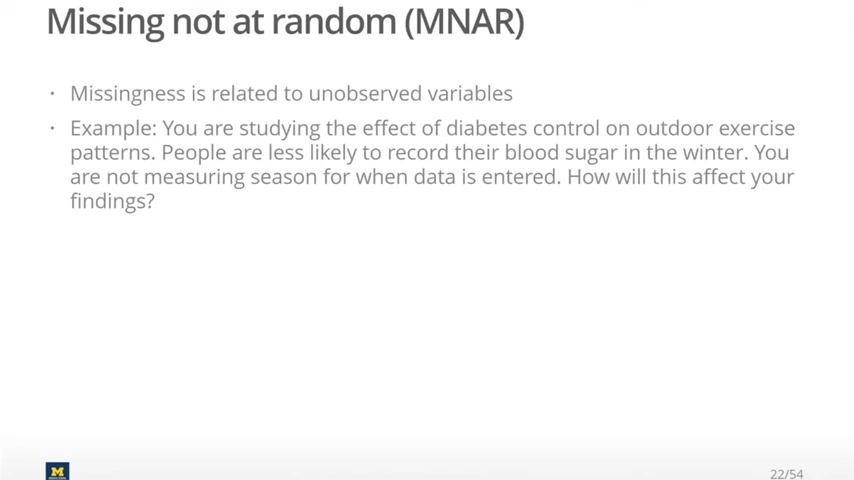 Missing not at random (MNAR)
· Missingness is related to unobserved variables
· Example: You are studying the effect of diabetes control on outdoor exercise
patterns. People are less likely to record their blood sugar in the winter. You
are not measuring season for when data is entered. How will this affect your
findings?
M
22/54